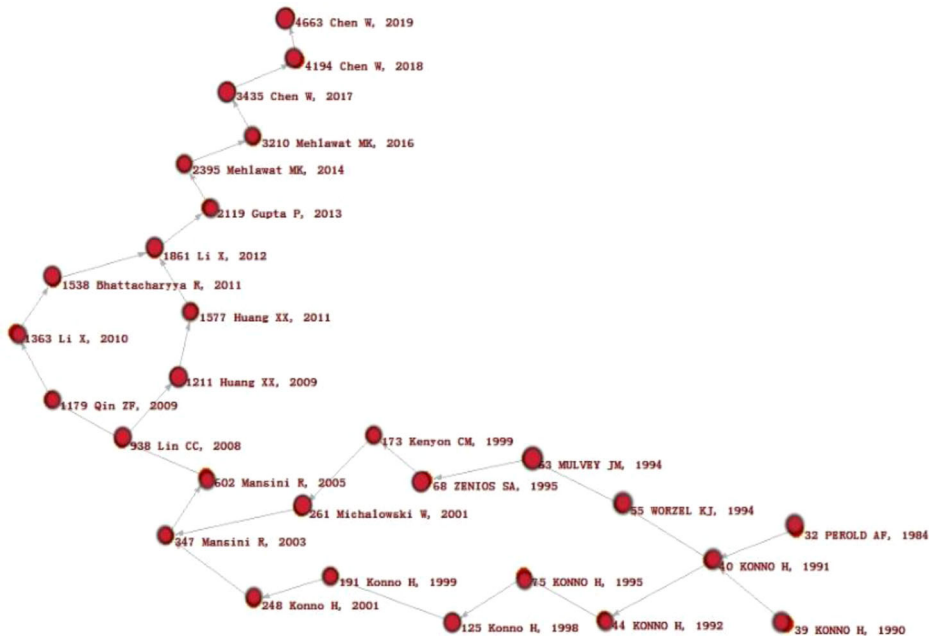 4663 Chen W, 2019
4194 Chen W, 2018
3435 Chen W, 2017
3210 Mehlawat MK, 2016
2395 Mehlawat MK, 2014
2119 Gupta P, 2013
1861 Li X, 2012
1538 Bhattacharyya R, 2011
1577 Huang XX, 2011
1363 Li X, 2010
1211 Huang XX, 2009
1179 Qin ZF, 2009
938 Lin CC, 2008
173 Kenyon CM, 1999
63 MULVEY JM, 1994
602 Mansini R, 2005
68 ZENIOS SA, 1995
55 WORZEL KJ, 1994
261 Michalowski W, 2001
32 PEROLD AF, 1984
347 Mansini R, 2003
40 KONNO H, 1991
191 Konno H, 1999
75 KONNO H, 1995
248 Konno H, 2001
125 Konno H, 1998
44 KONNO H, 1992
39 KONNO H, 1990